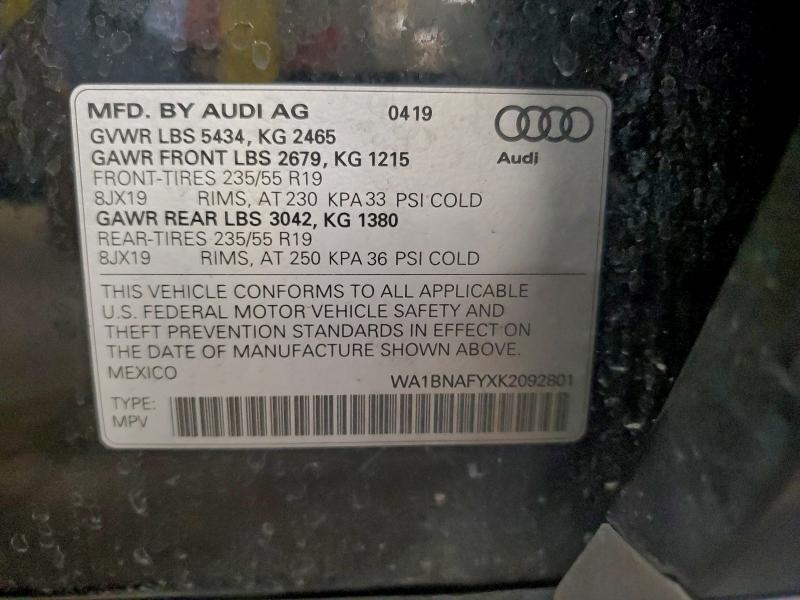 MFD. BY AUDI AG 0419
Audi
GVWR LBS 5434, KG 2465
GAWR FRONT LBS 2679, KG 1215
FRONT-TIRES 235/55 R19
8JX19 RIMS, AT 230 KPA 33 PSI COLD
GAWR REAR LBS 3042, KG 1380
REAR-TIRES 235/55 R19
8JX19 RIMS, AT 250 KPA 36 PSI COLD
THIS VEHICLE CONFORMS TO ALL APPLICABLE
U.S. FEDERAL MOTOR VEHICLE SAFETY AND
THEFT PREVENTION STANDARDS IN EFFECT ON
THE DATE OF MANUFACTURE SHOWN ABOVE.
MEXICO
WA1BNAFYXK2092801
TYPE:
MPV